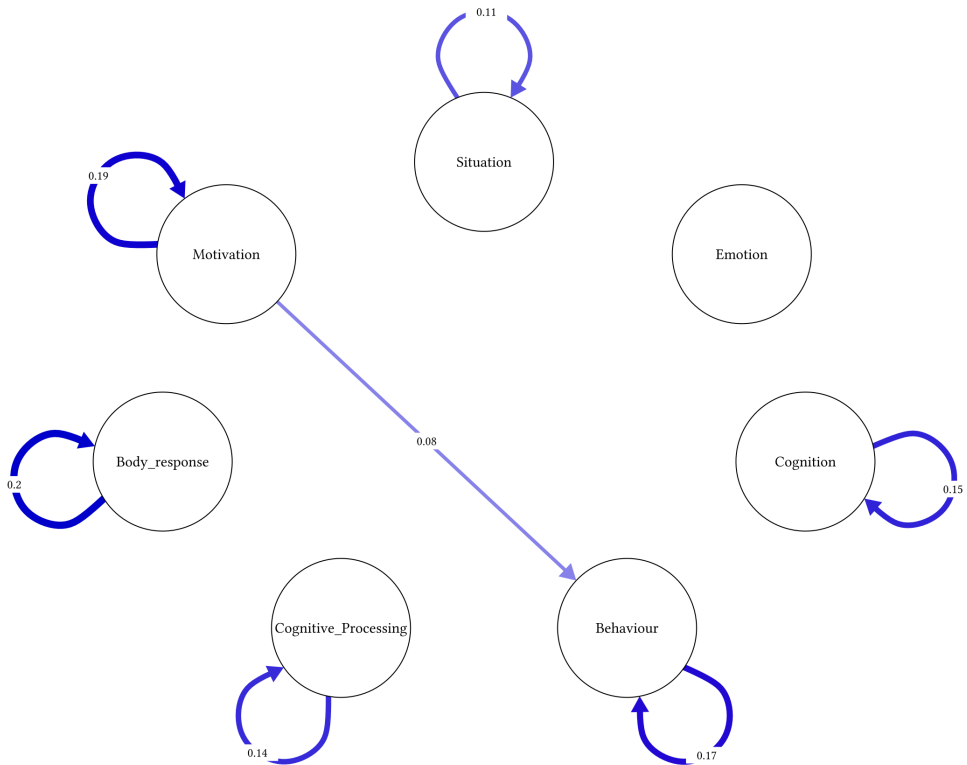 0.11
Situation
0.19
Motivation
Emotion
0.08
Body_response
0.2
Cognition
0.15
Cognitive_Processing
Behaviour
0.14
0.17